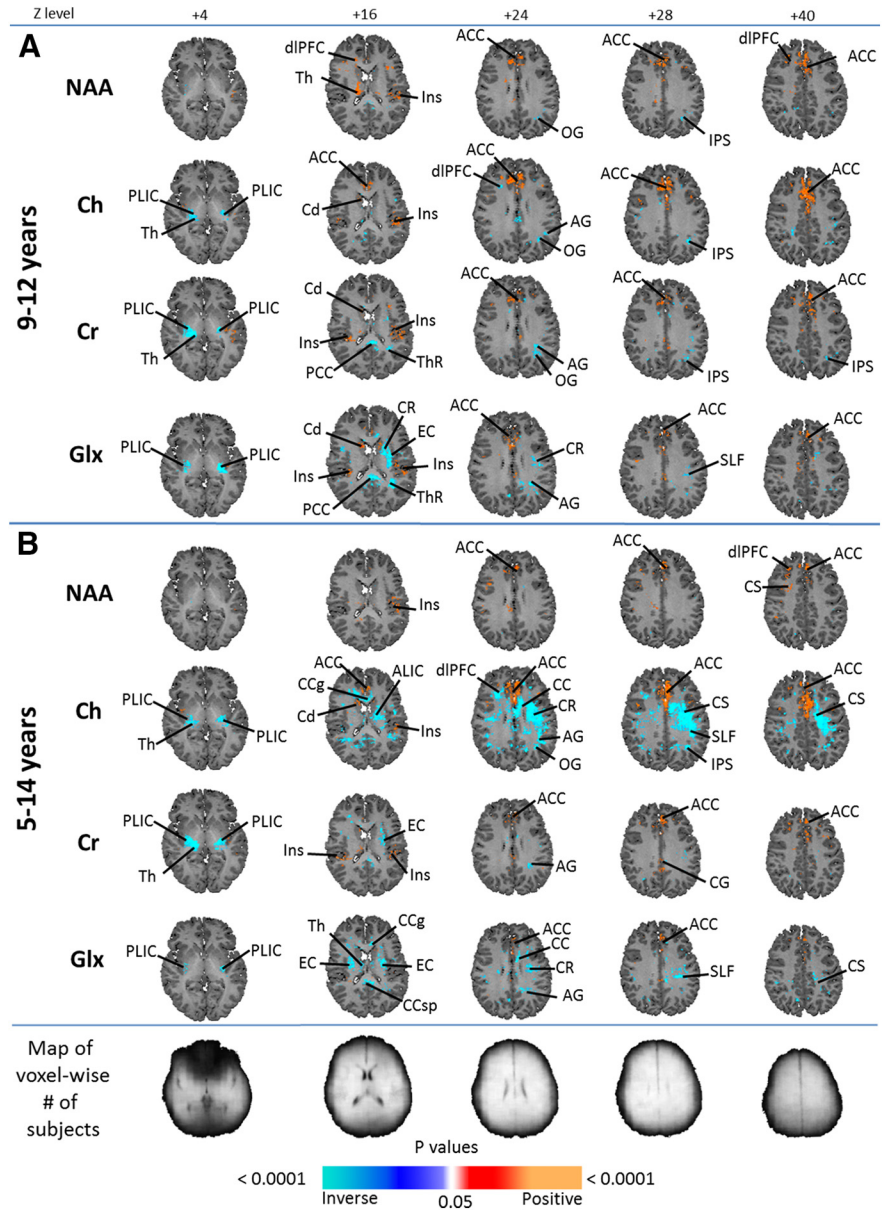 Z level +4 +16 +24 +28 +40
A
9-12 years
NAA
dlPFC Th Ins
ACC OG
ACC IPS
dlPFC ACC
Ch
PLIC PLIC Th
ACC Cd Ins
ACC dlPFC AG OG
ACC IPS
ACC
Cr
PLIC PLIC Th
Cd Ins Ins PCC ThR
ACC AG OG
ACC IPS
ACC IPS
Glx
PLIC PLIC
Cd CR EC Ins Ins PCC ThR
ACC CR AG
ACC SLF
ACC
B
5-14 years
NAA
Ins
ACC
ACC
dlPFC ACC CS
Ch
PLIC Th PLIC
ACC CCg Cd ALIC Ins
dlPFC ACC CC CR AG OG
ACC CS SLF IPS
ACC CS
Cr
PLIC PLIC Th
EC Ins Ins
ACC AG
ACC CG
ACC
Glx
PLIC PLIC
Th CCg EC EC CCsp
ACC CC CR AG
ACC SLF
CS
Map of
voxel-wise
# of
subjects
P values
< 0.0001 < 0.0001
Inverse 0.05 Positive